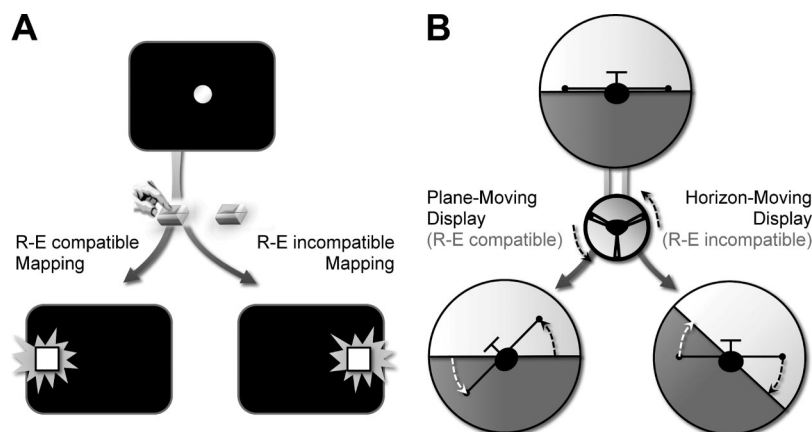 A
R-E compatible
Mapping
R-E incompatible
Mapping
B
Plane-Moving
Display
(R-E compatible)
Horizon-Moving
Display
(R-E incompatible)